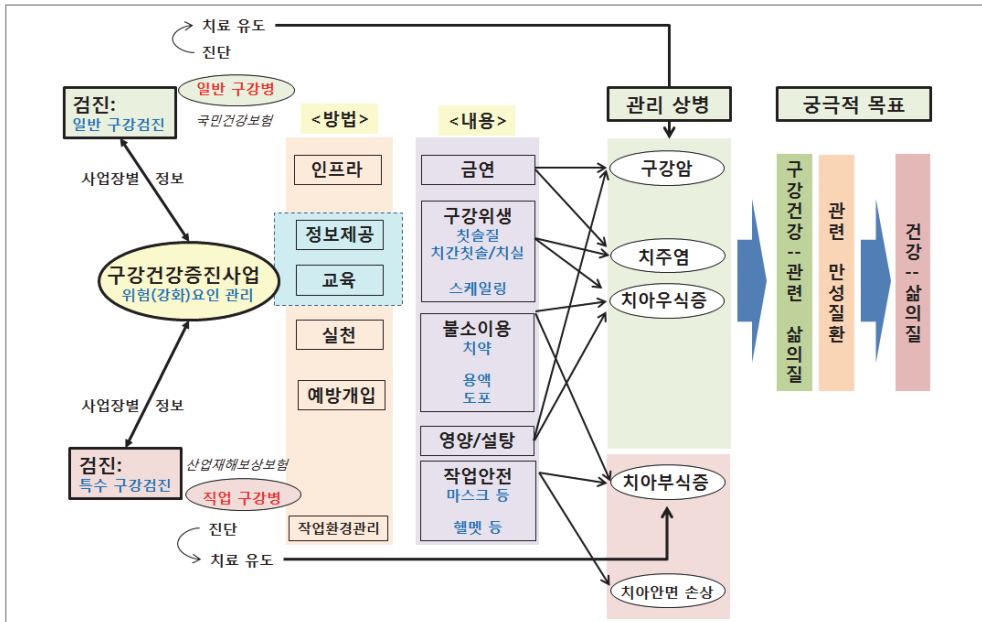 치료 유도
진단
검진:
일반 구강검진
일반 구강병
국민건강보험
사업장별 정보
구강건강증진사업
위험(강화)요인 관리
사업장별 정보
검진:
특수 구강검진
산업재해보상보험
직업 구강병
진단
치료 유도
<방법>
인프라
정보제공
교육
실천
예방개입
작업환경관리
<내용>
금연
구강위생
칫솔질
치간칫솔/치실
스케일링
불소이용
치약
용액
도포
영양/설탕
작업안전
마스크 등
헬멧 등
관리 상병
구강암
치주염
치아우식증
치아부식증
치아안면 손상
궁극적 목표
구강건강--관련 삶의질
관련 만성질환
건강--삶의질